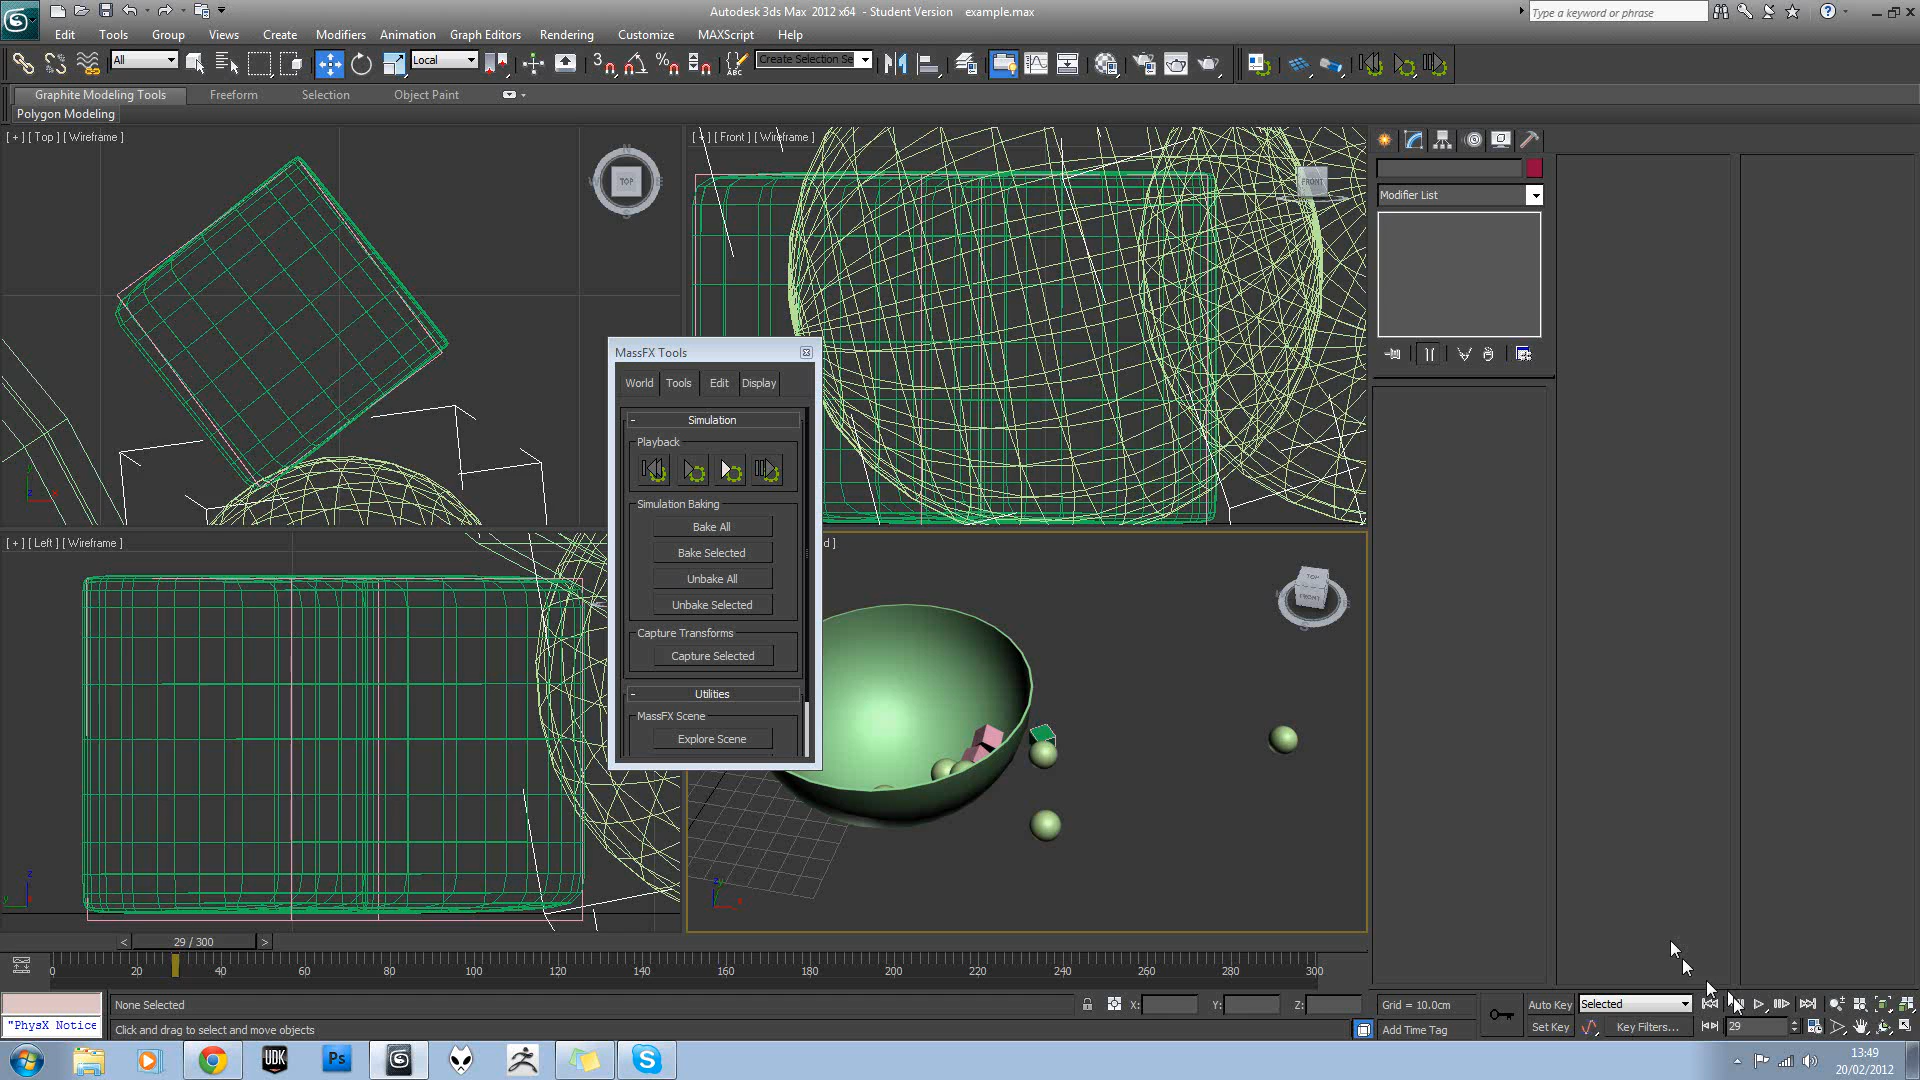 Autodesk 3ds Max 2012 x64 - Student Version example.max
Type a keyword or phrase
Edit Tools Group Views Create Modifiers Animation Graph Editors Rendering Customize MAXScript Help
All
Local
3
ABC
Create Selection Se
Graphite Modeling Tools Freeform Selection Object Paint
Polygon Modeling
[ + ] [ Top ] [ Wireframe ]
N
W
E
S
TOP
[ + ] [ Front ] [ Wireframe ]
FRONT
Modifier List
MassFX Tools
World Tools Edit Display
- Simulation
Playback
Simulation Baking
Bake All
Bake Selected
Unbake All
Unbake Selected
Capture Transforms
Capture Selected
- Utilities
MassFX Scene
Explore Scene
[ + ] [ Left ] [ Wireframe ]
d ]
TOP
FRONT
S
z
y
x
< 29 / 300 >
0 20 40 60 80 100 120 140 160 180 200 220 240 260 280 300
None Selected
X: Y: Z:
Grid = 10.0cm
Auto Key
Selected
"PhysX Notice
Click and drag to select and move objects
Add Time Tag
Set Key
Key Filters...
29
UDK
Ps
13:49
20/02/2012